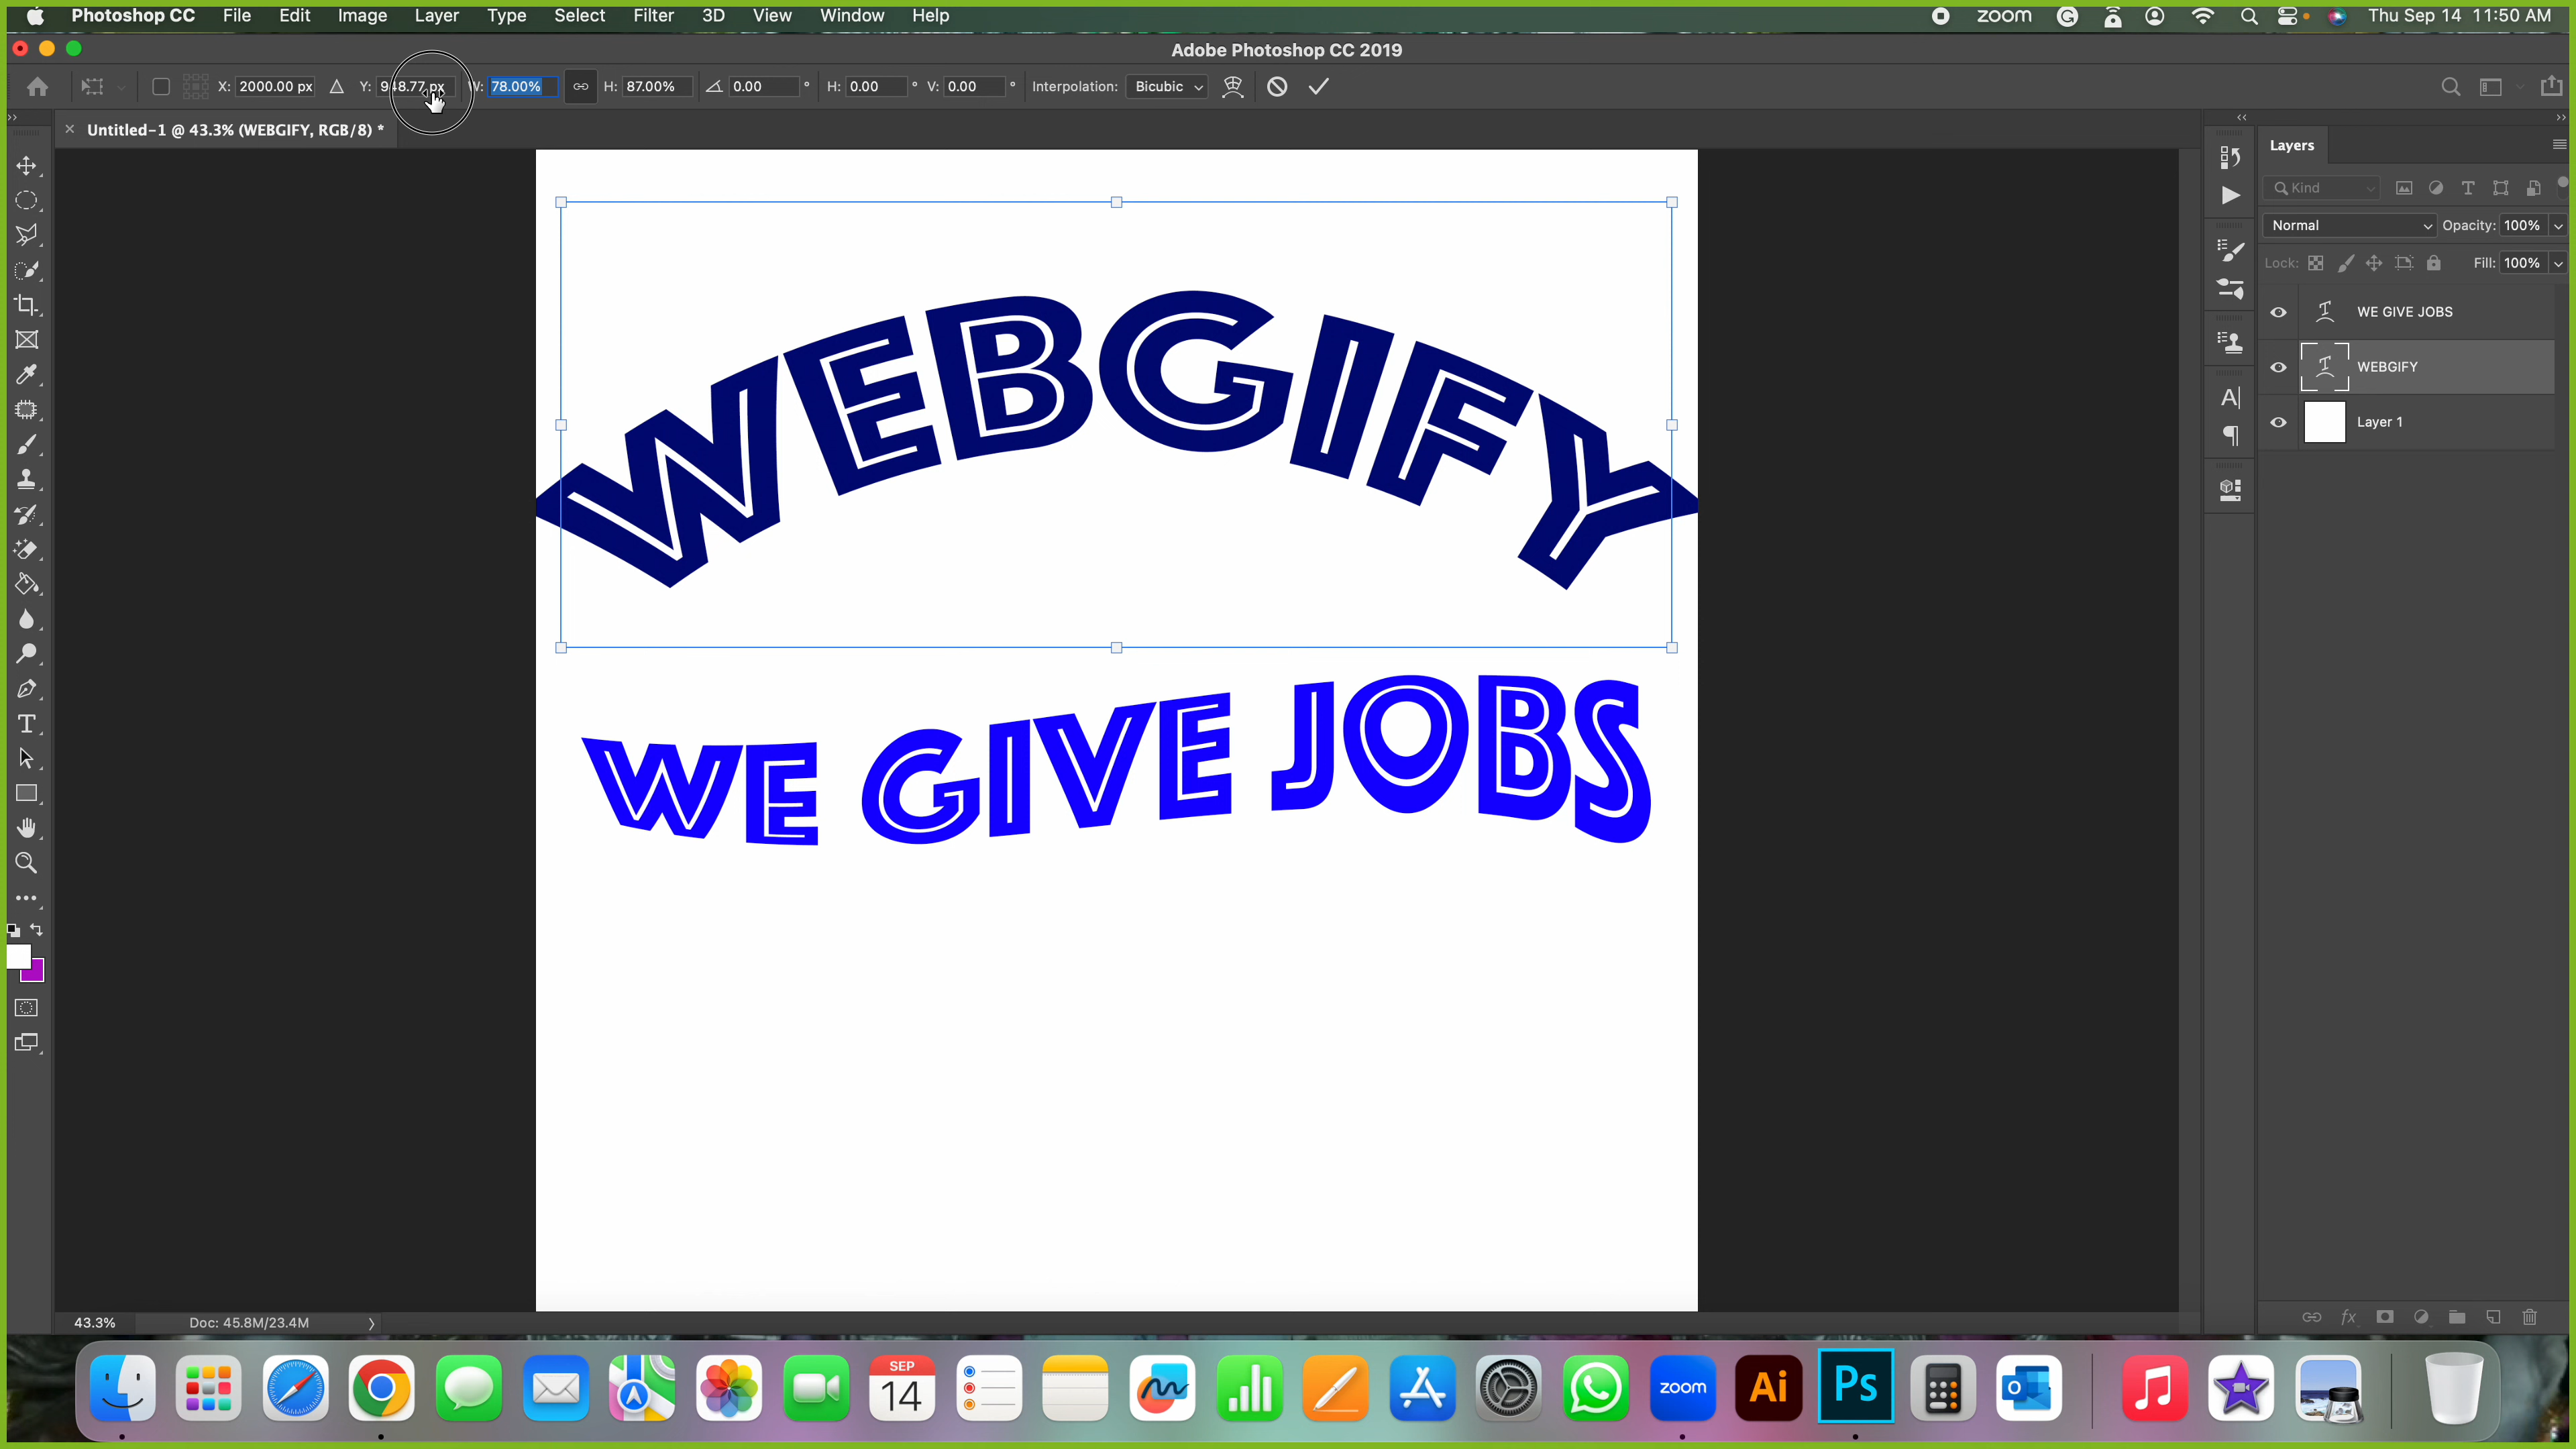 Photoshop CC File Edit Image Layer Type Select Filter 3D View Window Help zoom Thu Sep 14 11:50 AM
Adobe Photoshop CC 2019
X: 2000.00 px Y: 948.77 px W: 78.00% H: 87.00% 0.00 ° H: 0.00 ° V: 0.00 ° Interpolation: Bicubic
Untitled-1 @ 43.3% (WEBGIFY, RGB/8) *
Layers
Kind
Normal Opacity: 100%
Lock: Fill: 100%
WE GIVE JOBS
WEBGIFY
Layer 1
WEBGIFY
WE GIVE JOBS
43.3% Doc: 45.8M/23.4M
SEP
14
zoom
Ai
Ps